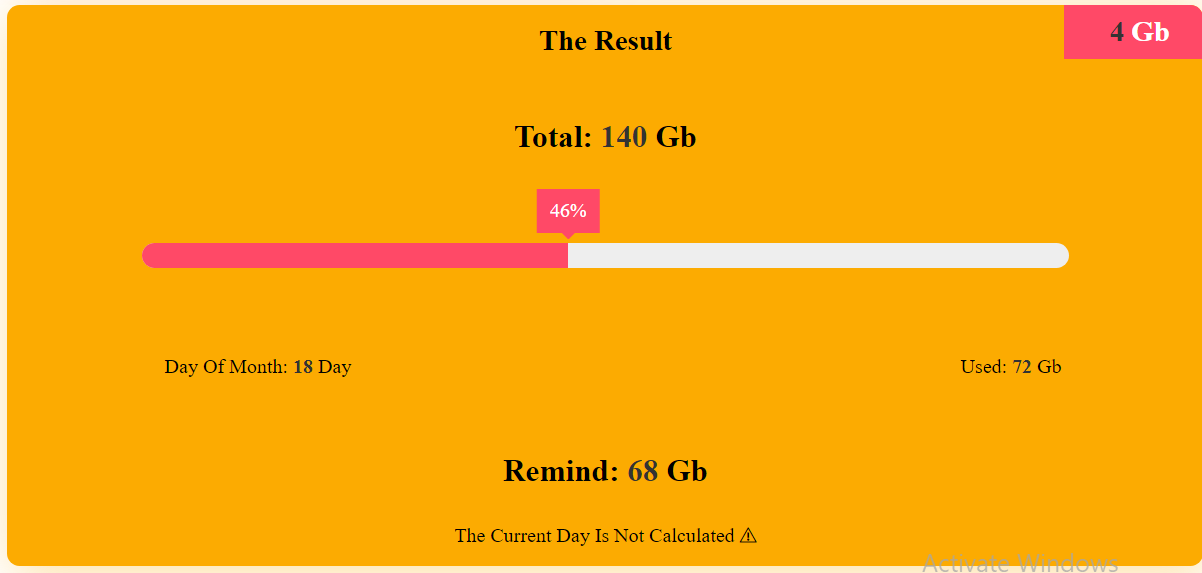 The Result
4 Gb
Total: 140 Gb
46%
Day Of Month: 18 Day
Used: 72 Gb
Remind: 68 Gb
The Current Day Is Not Calculated ⚠
Activate Windows